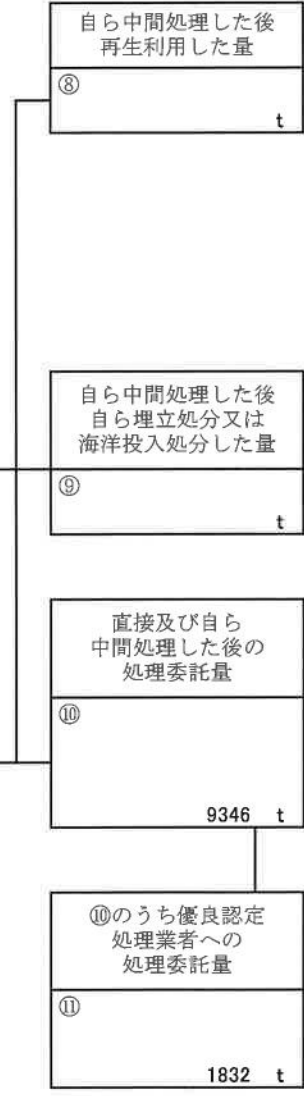 自ら中間処理した後
再生利用した量
⑧
t
自ら中間処理した後
自ら埋立処分又は
海洋投入処分した量
⑨
t
直接及び自ら
中間処理した後の
処理委託量
⑩
9346 t
⑩のうち優良認定
処理業者への
処理委託量
⑪
1832 t